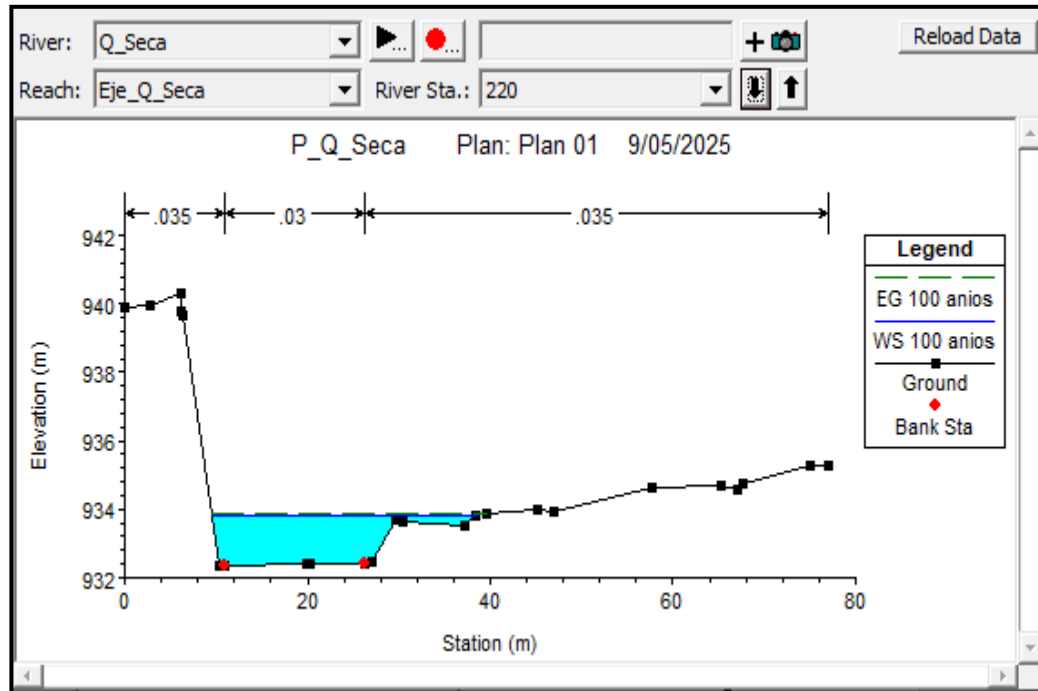 River: Q_Seca ... ... + Reload Data
Reach: Eje_Q_Seca River Sta.: 220
P_Q_Seca Plan: Plan 01 9/05/2025
.035 .03 .035
942
940
938
936
934
932
Elevation (m)
0 20 40 60 80
Station (m)
Legend
EG 100 anios
WS 100 anios
Ground
Bank Sta